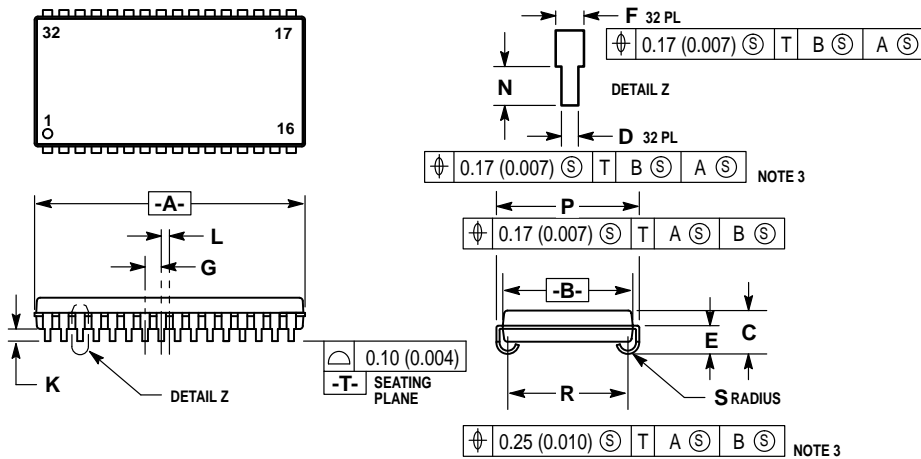 32 17
1 16
F 32 PL
⌖ 0.17 (0.007) Ⓢ T B Ⓢ A Ⓢ
N
DETAIL Z
D 32 PL
⌖ 0.17 (0.007) Ⓢ T B Ⓢ A Ⓢ
NOTE 3
-A-
L
G
K
DETAIL Z
⌓ 0.10 (0.004)
-T- SEATING
PLANE
P
⌖ 0.17 (0.007) Ⓢ T A Ⓢ B Ⓢ
-B-
E C
R
S RADIUS
⌖ 0.25 (0.010) Ⓢ T A Ⓢ B Ⓢ
NOTE 3